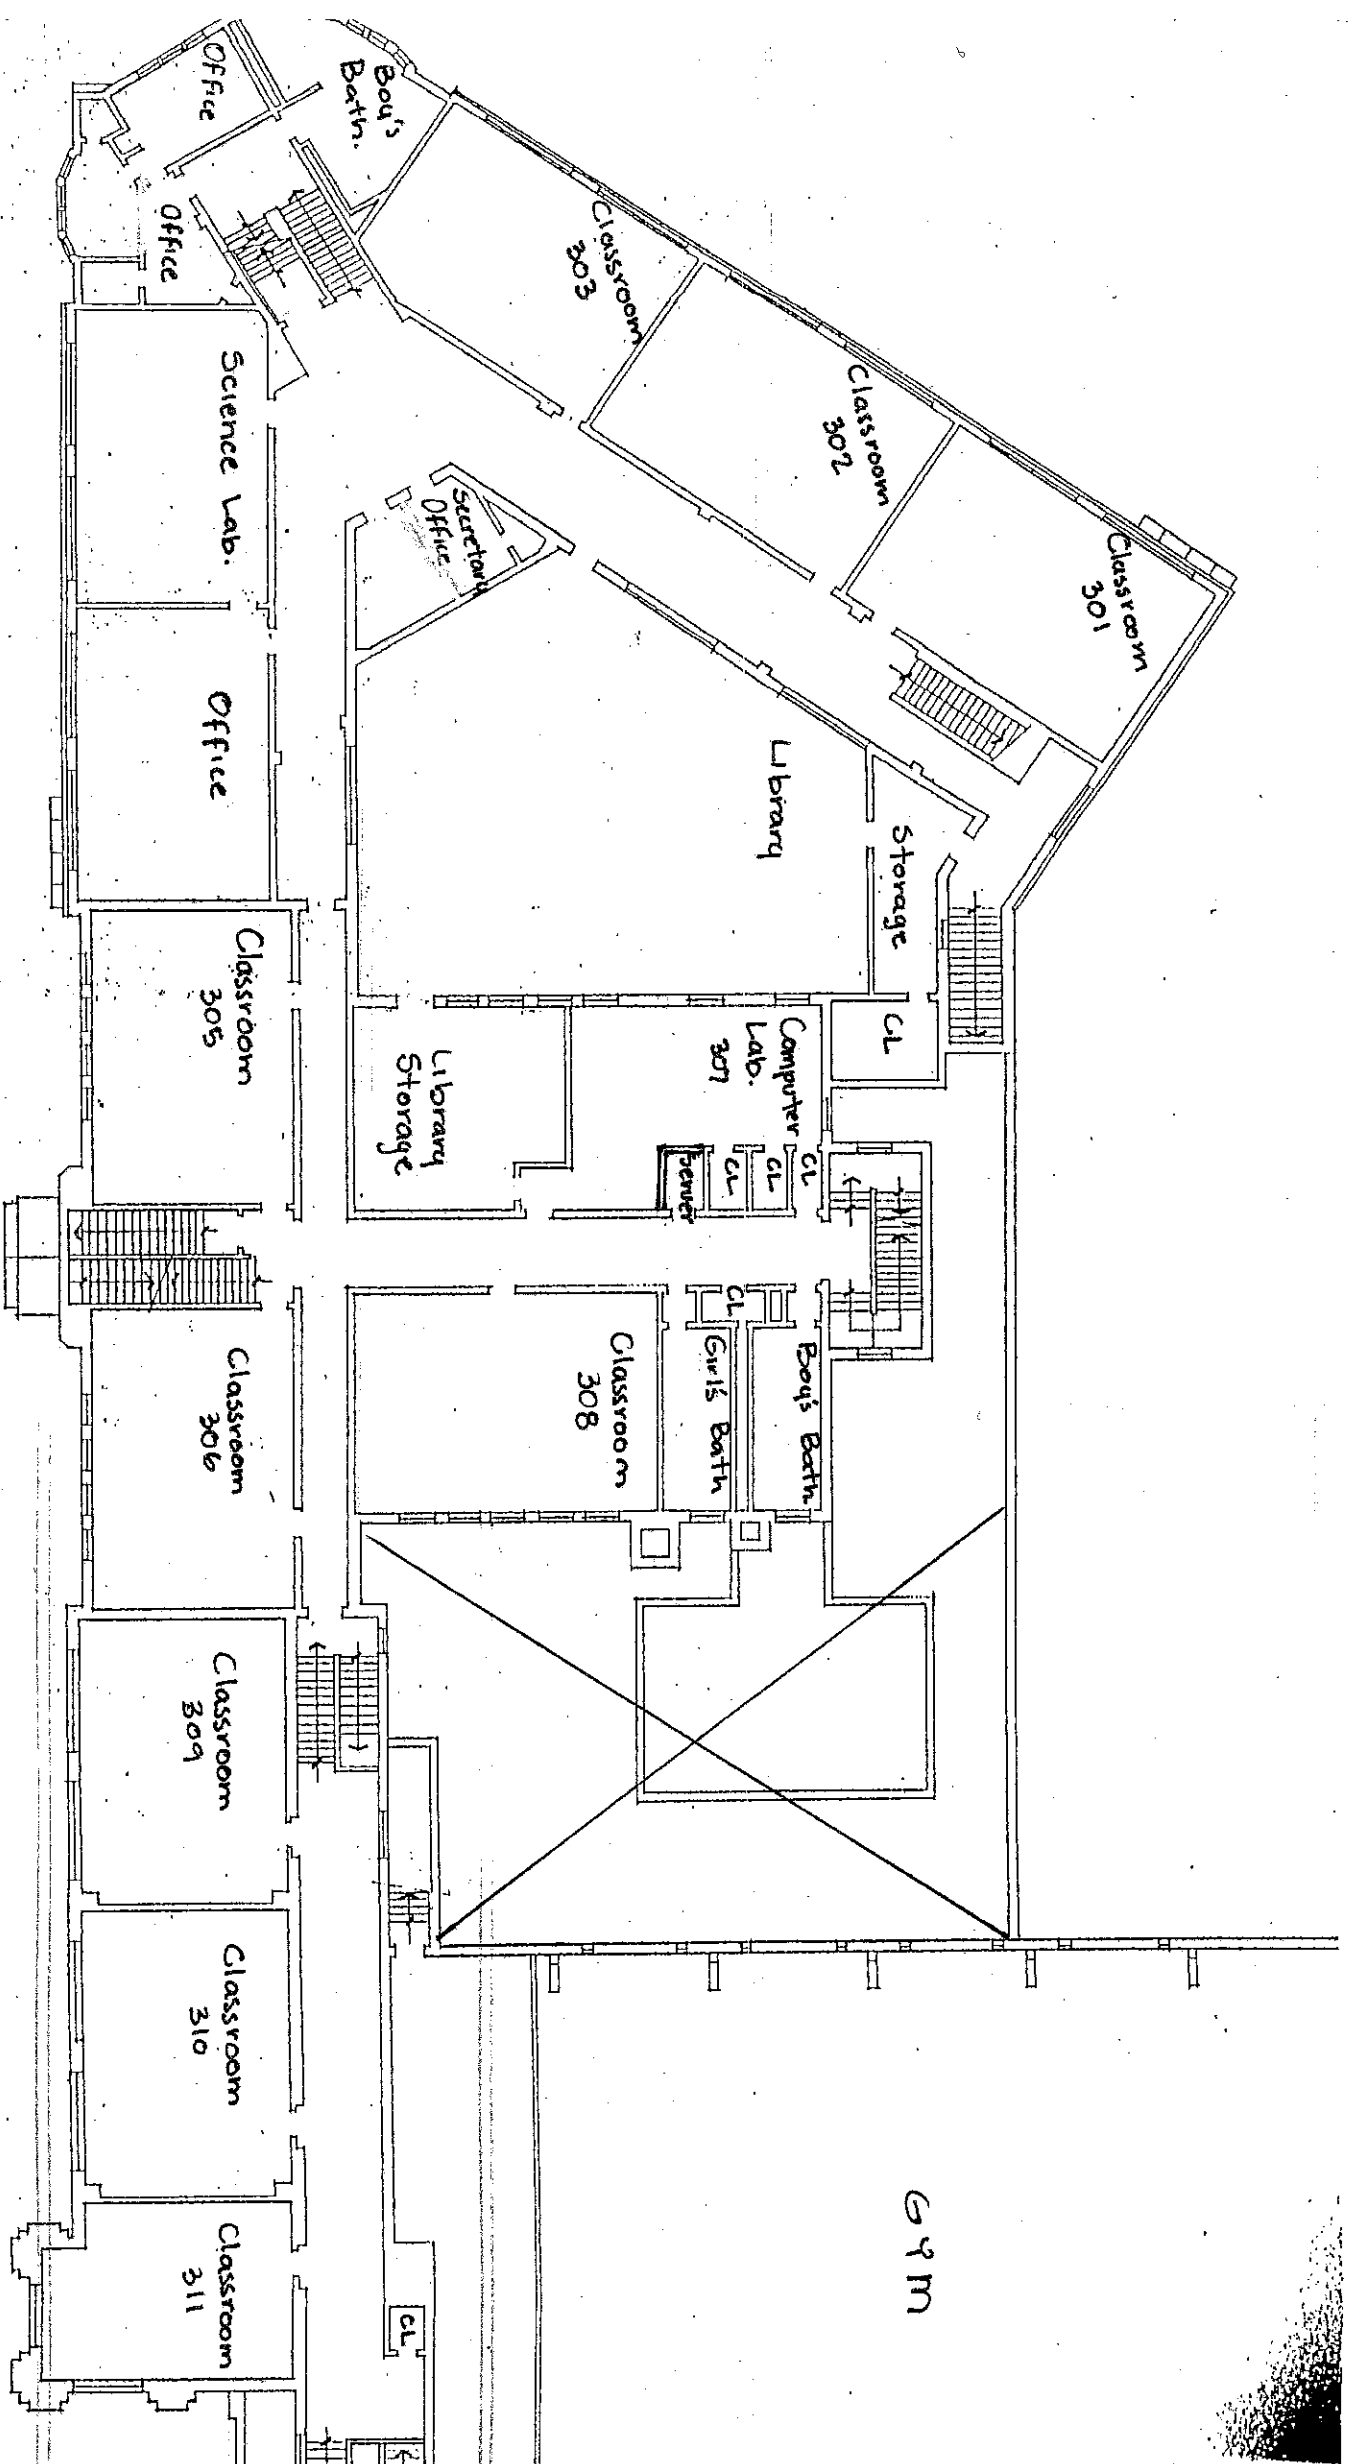 Office
Boy's
Bath.
Office
Classroom
303
Classroom
302
Classroom
301
Science Lab.
Secretary
Office
Office
Library
Storage
CL
Classroom
305
Library
Storage
Computer
Lab.
307
CL
CL
CL
Server
Classroom
306
Classroom
308
CL
Girl's Bath
Boy's Bath
Classroom
309
Classroom
310
Classroom
311
CL
GYM